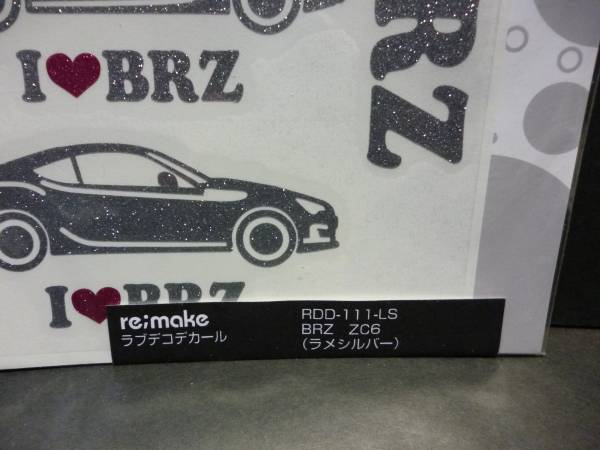 I❤BRZ
RZ
I❤BRZ
re;make
ラブデコデカール
RDD-111-LS
BRZ ZC6
(ラメシルバー)